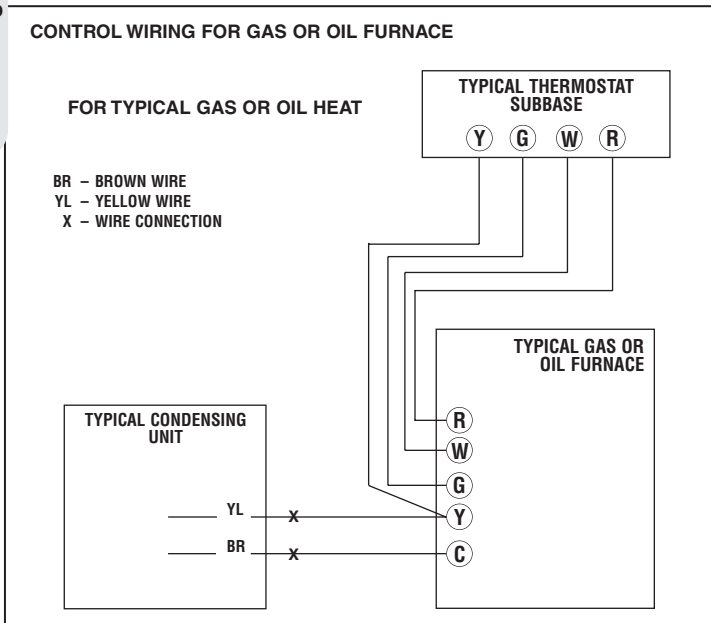 CONTROL WIRING FOR GAS OR OIL FURNACE
FOR TYPICAL GAS OR OIL HEAT
BR – BROWN WIRE
YL – YELLOW WIRE
X – WIRE CONNECTION
TYPICAL THERMOSTAT
SUBBASE
Y G W R
TYPICAL GAS OR
OIL FURNACE
R
W
G
Y
C
TYPICAL CONDENSING
UNIT
YL X
BR X